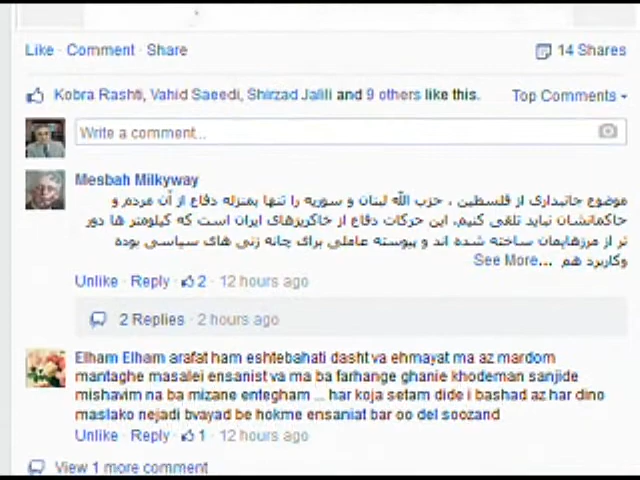 Like · Comment · Share
14 Shares
Kobra Rashti, Vahid Saeedi, Shirzad Jalili and 9 others like this.
Top Comments
Write a comment...
Mesbah Milkyway
موضوع جانبداری از فلسطین ، حزب الله لبنان و سوریه را تنها بمنزله دفاع از آن مردم و
حاکمانشان نباید تلقی کنیم. این حرکات دفاع از خاکریزهای ایران است که کیلومتر ها دور
تر از مرزهایمان ساخته شده اند و پیوسته عاملی برای چانه زنی های سیاسی بوده
وکاربرد هم ...See More
Unlike · Reply · 2 · 12 hours ago
2 Replies · 2 hours ago
Elham Elham arafat ham eshtebahati dasht va ehmayat ma az mardom
mantaghe masalei ensanist va ma ba farhange ghanie khodeman sanjide
mishavim na ba mizane entegham ... har koja setam dide i bashad az har dino
maslako nejadi bvayad be hokme ensaniat bar oo del soozand
Unlike · Reply · 1 · 12 hours ago
View 1 more comment